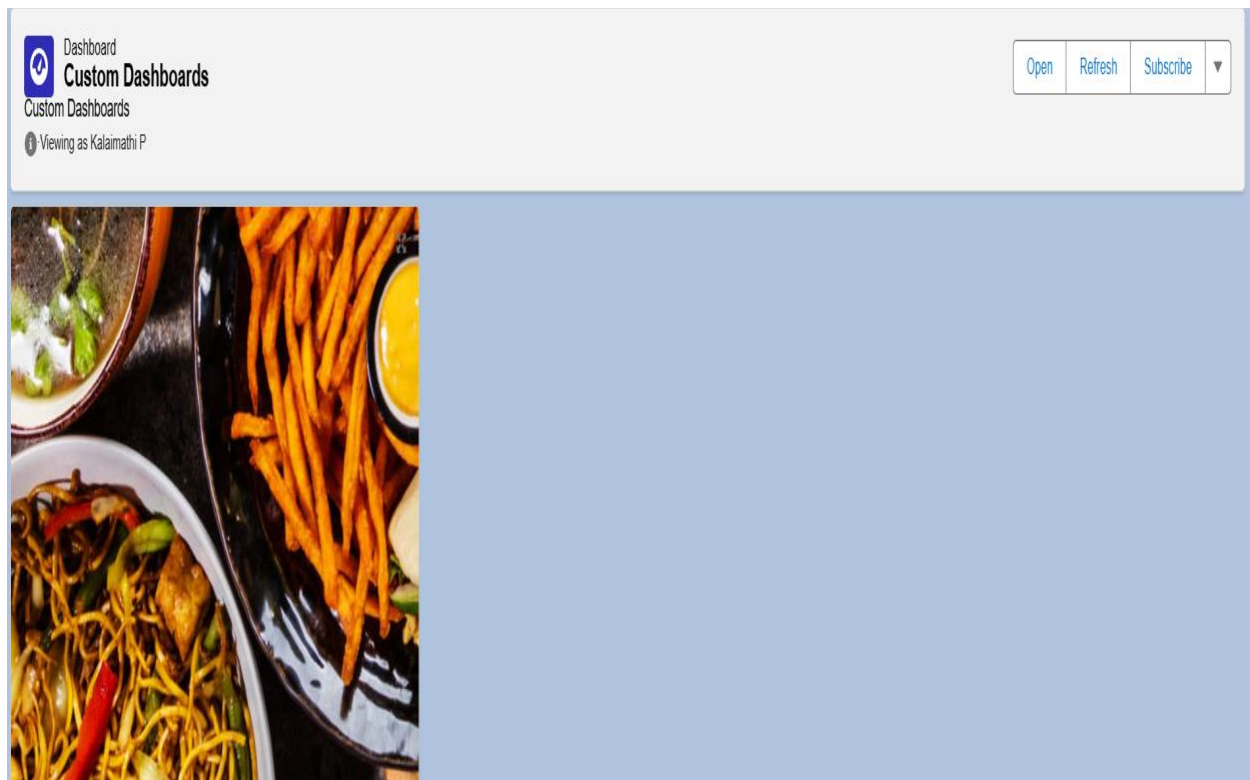 Dashboard
Custom Dashboards
Custom Dashboards
Viewing as Kalaimathi P
Open Refresh Subscribe